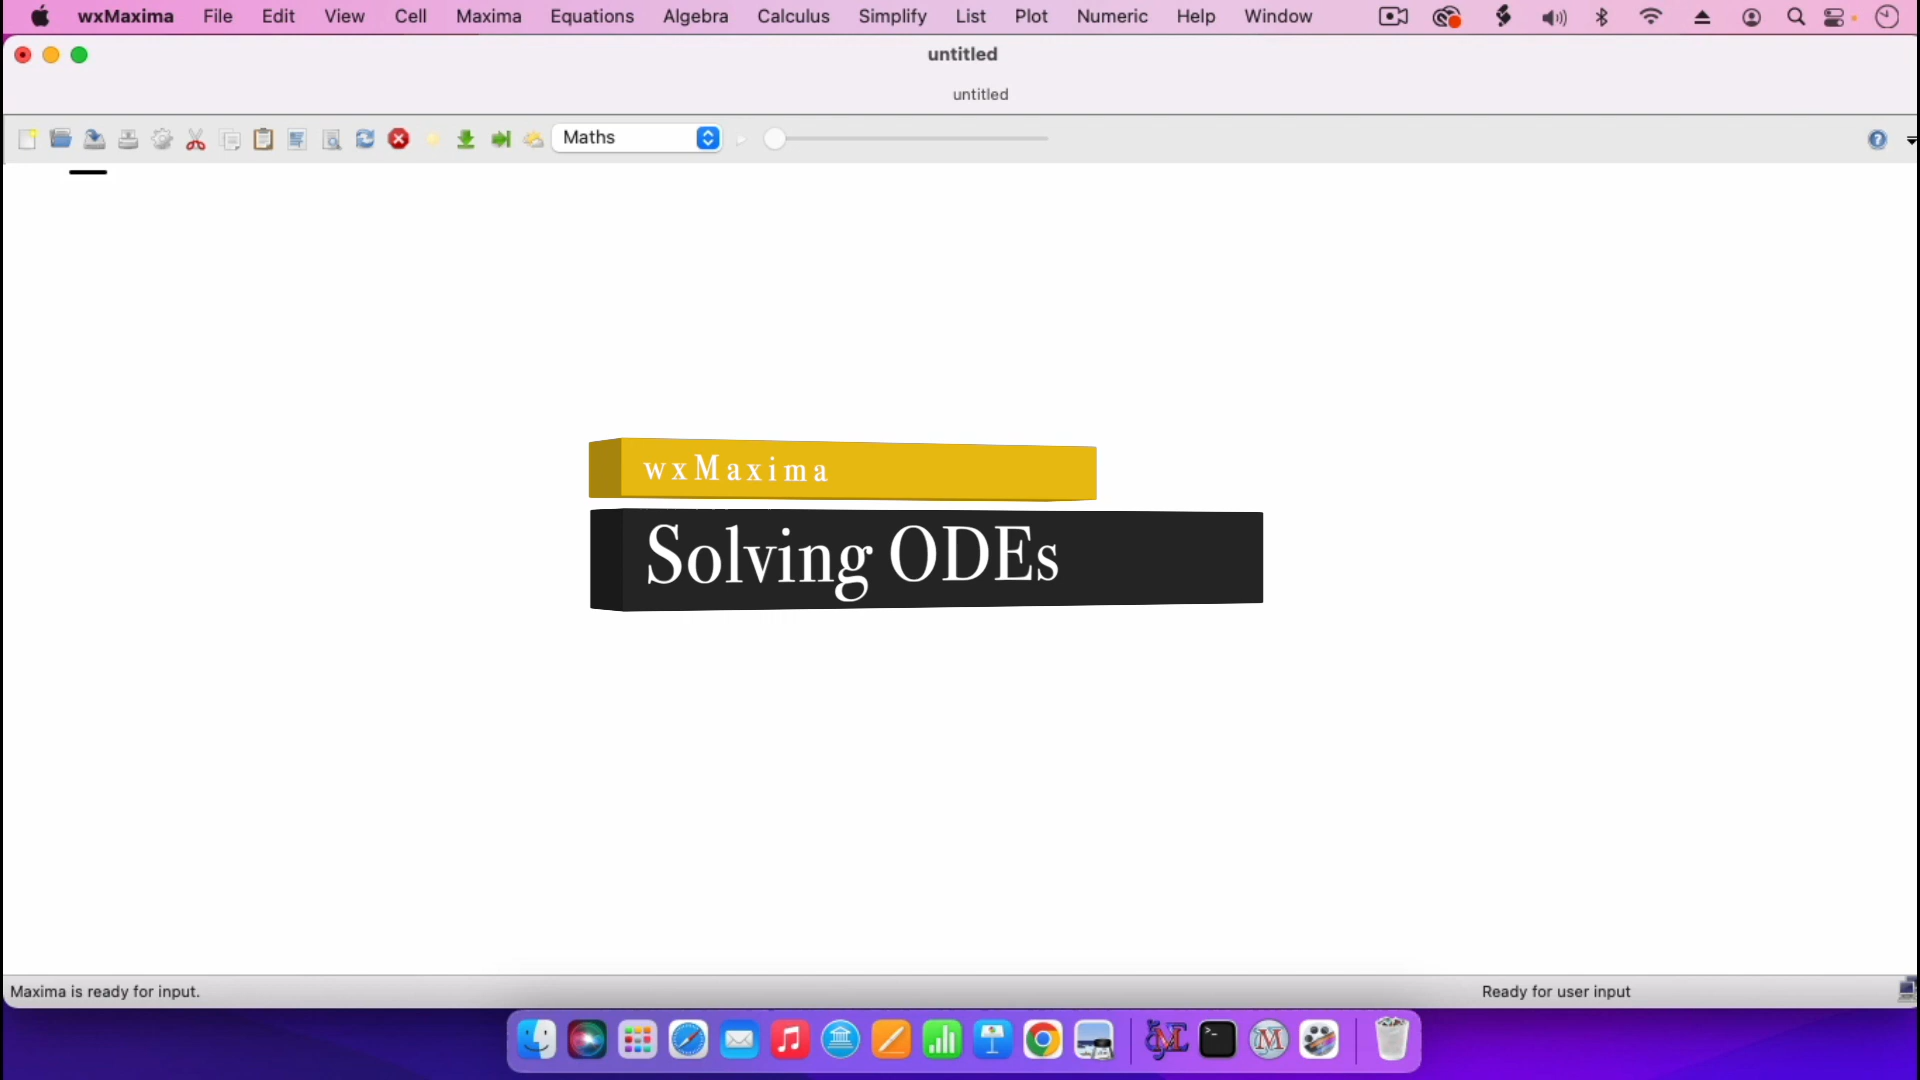 wxMaxima File Edit View Cell Maxima Equations Algebra Calculus Simplify List Plot Numeric Help Window
untitled
untitled
Maths
wxMaxima
Solving ODEs
Maxima is ready for input.
Ready for user input